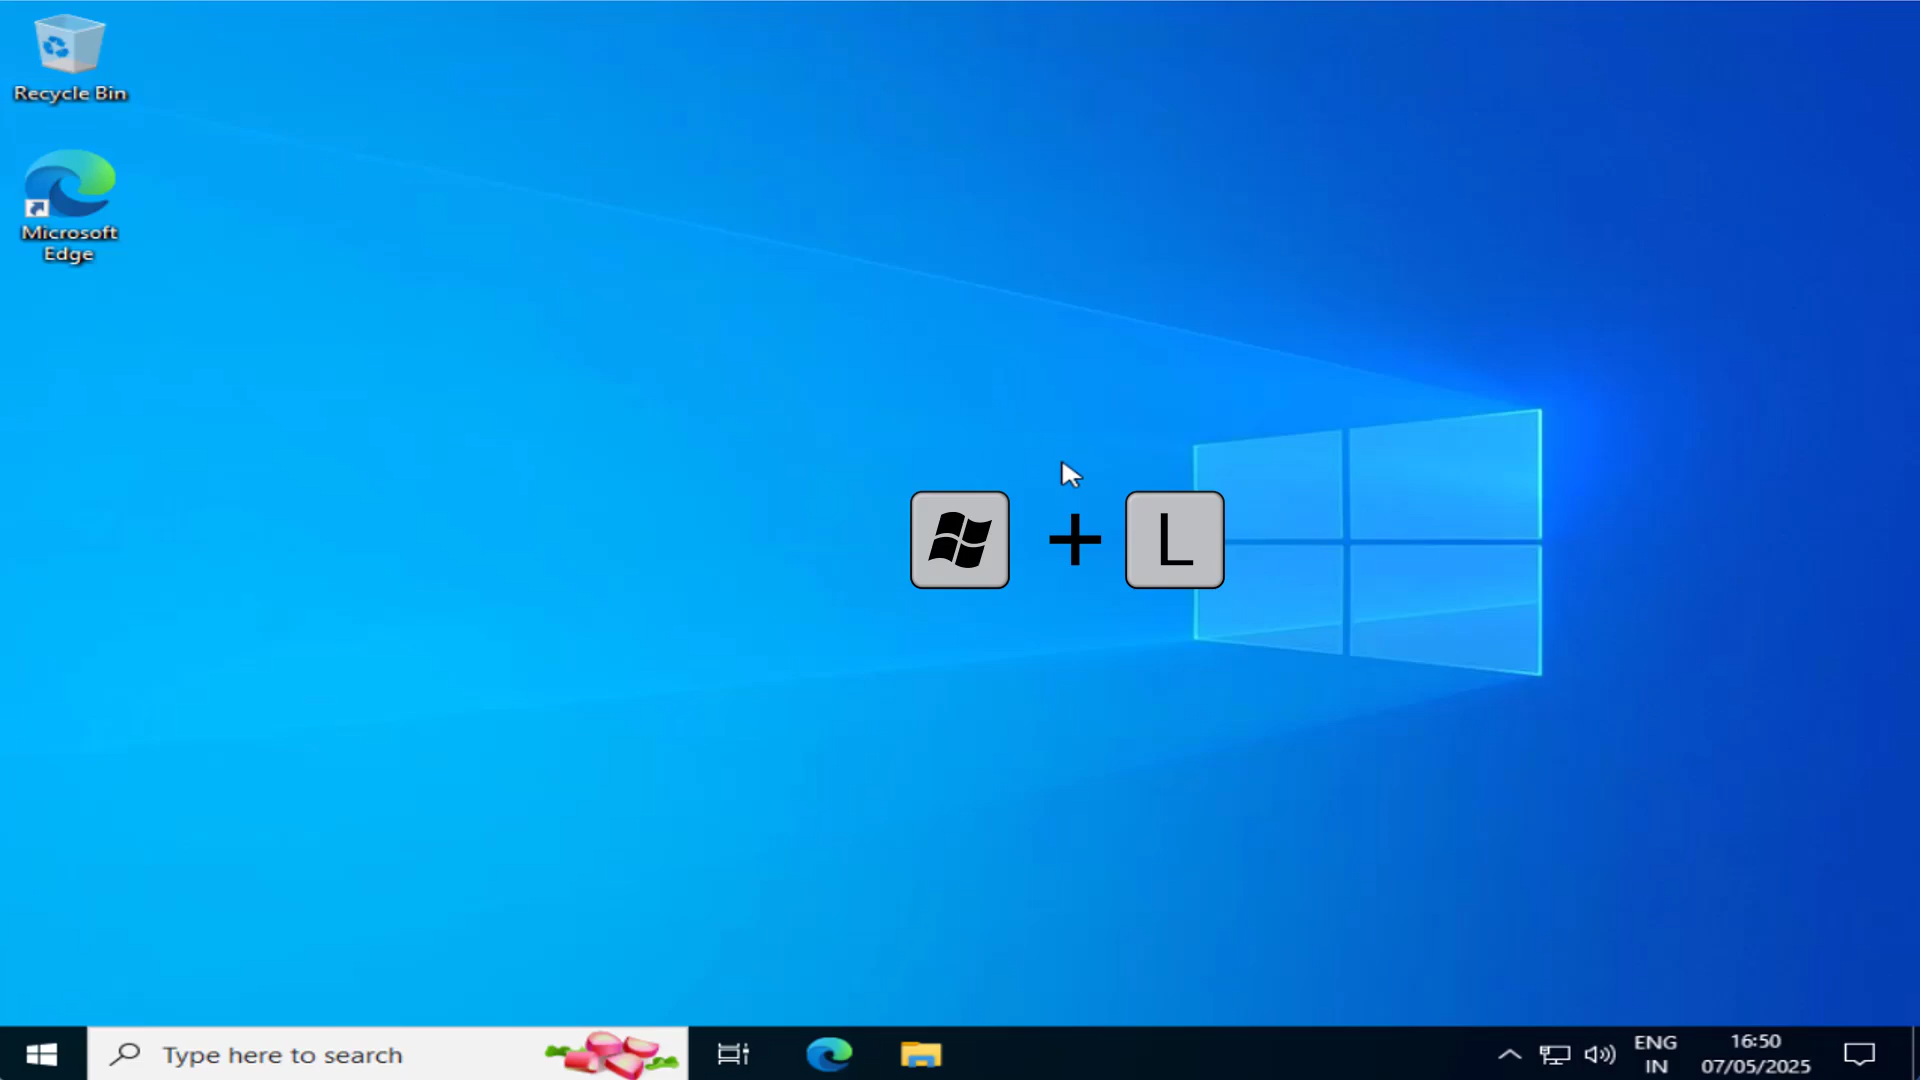 Recycle Bin
Microsoft
Edge
+ L
Type here to search
ENG
IN
16:50
07/05/2025